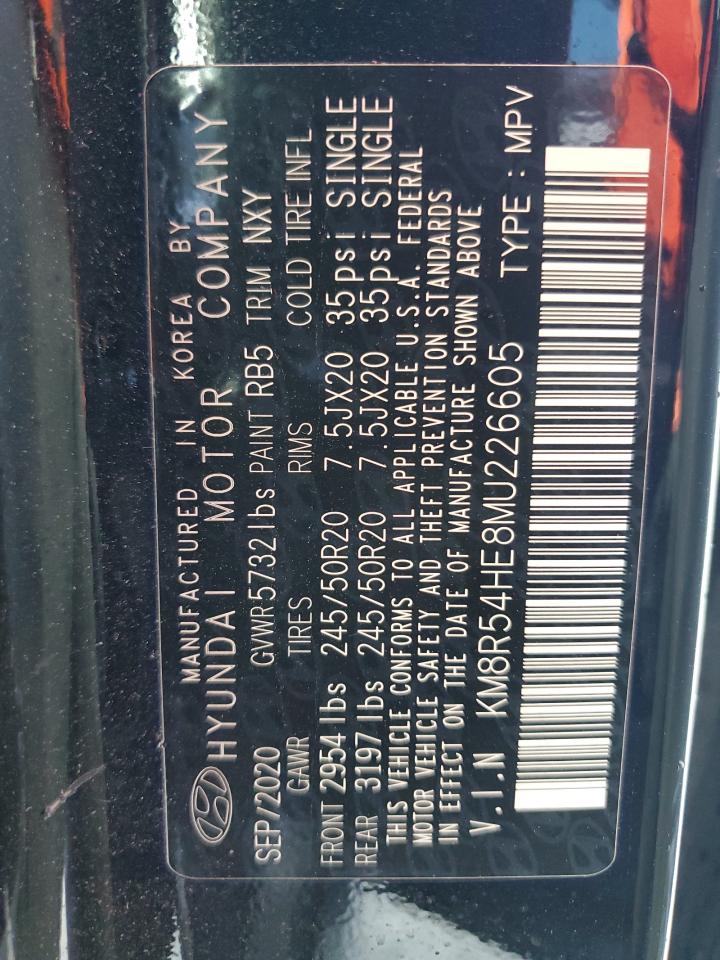 MANUFACTURED IN KOREA BY
HYUNDAI MOTOR COMPANY
SEP/2020 GVWR 5732 lbs PAINT RB5 TRIM NXY
GAWR TIRES RIMS COLD TIRE INFL
FRONT 2954 lbs 245/50R20 7.5JX20 35psi SINGLE
REAR 3197 lbs 245/50R20 7.5JX20 35psi SINGLE
THIS VEHICLE CONFORMS TO ALL APPLICABLE U.S.A. FEDERAL
MOTOR VEHICLE SAFETY AND THEFT PREVENTION STANDARDS
IN EFFECT ON THE DATE OF MANUFACTURE SHOWN ABOVE
V.I.N KM8R54HE8MU226605 TYPE : MPV